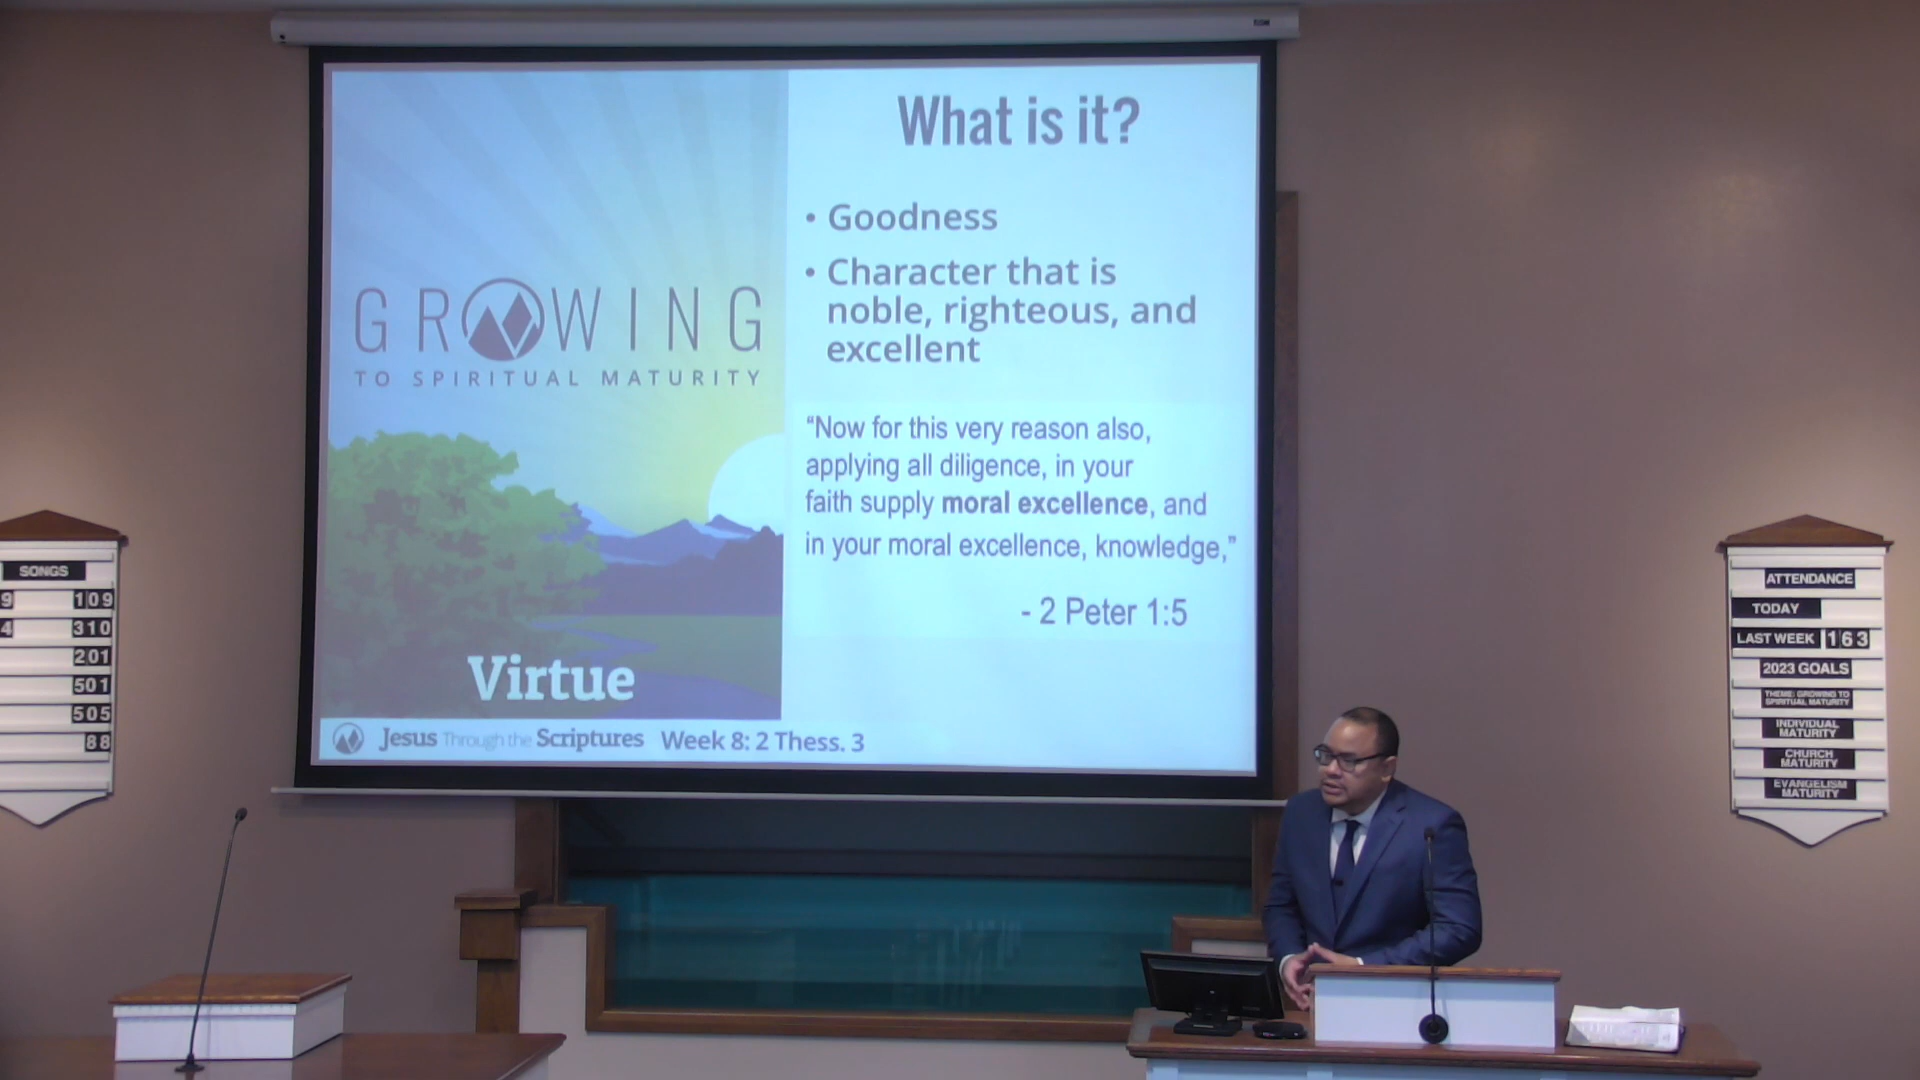 What is it?
• Goodness
• Character that is
noble, righteous, and
excellent
“Now for this very reason also,
applying all diligence, in your
faith supply moral excellence, and
in your moral excellence, knowledge,”
- 2 Peter 1:5
GROWING
TO SPIRITUAL MATURITY
Virtue
Jesus Through the Scriptures Week 8: 2 Thess. 3
SONGS
9 109
4 310
201
501
505
88
ATTENDANCE
TODAY
LAST WEEK 163
2023 GOALS
THEME: GROWING TO
SPIRITUAL MATURITY
INDIVIDUAL
MATURITY
CHURCH
MATURITY
EVANGELISM
MATURITY